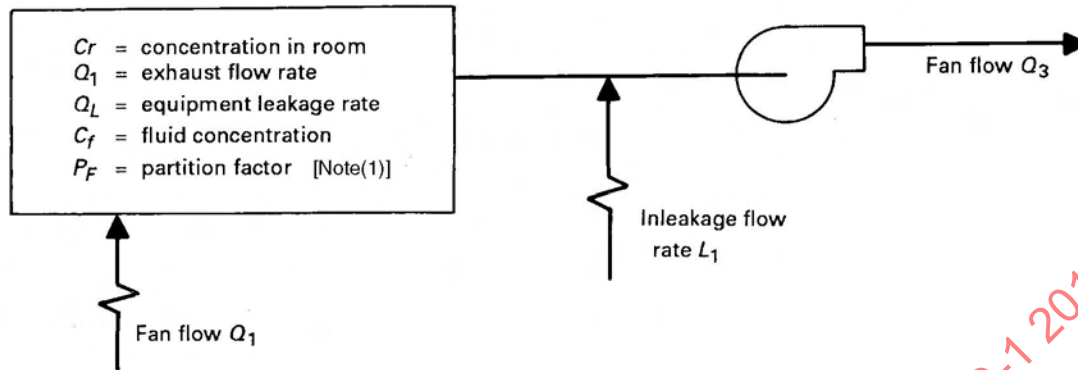 Cr = concentration in room
Q1 = exhaust flow rate
QL = equipment leakage rate
Cf = fluid concentration
PF = partition factor [Note(1)]
Fan flow Q3
Inleakage flow
rate L1
Fan flow Q1